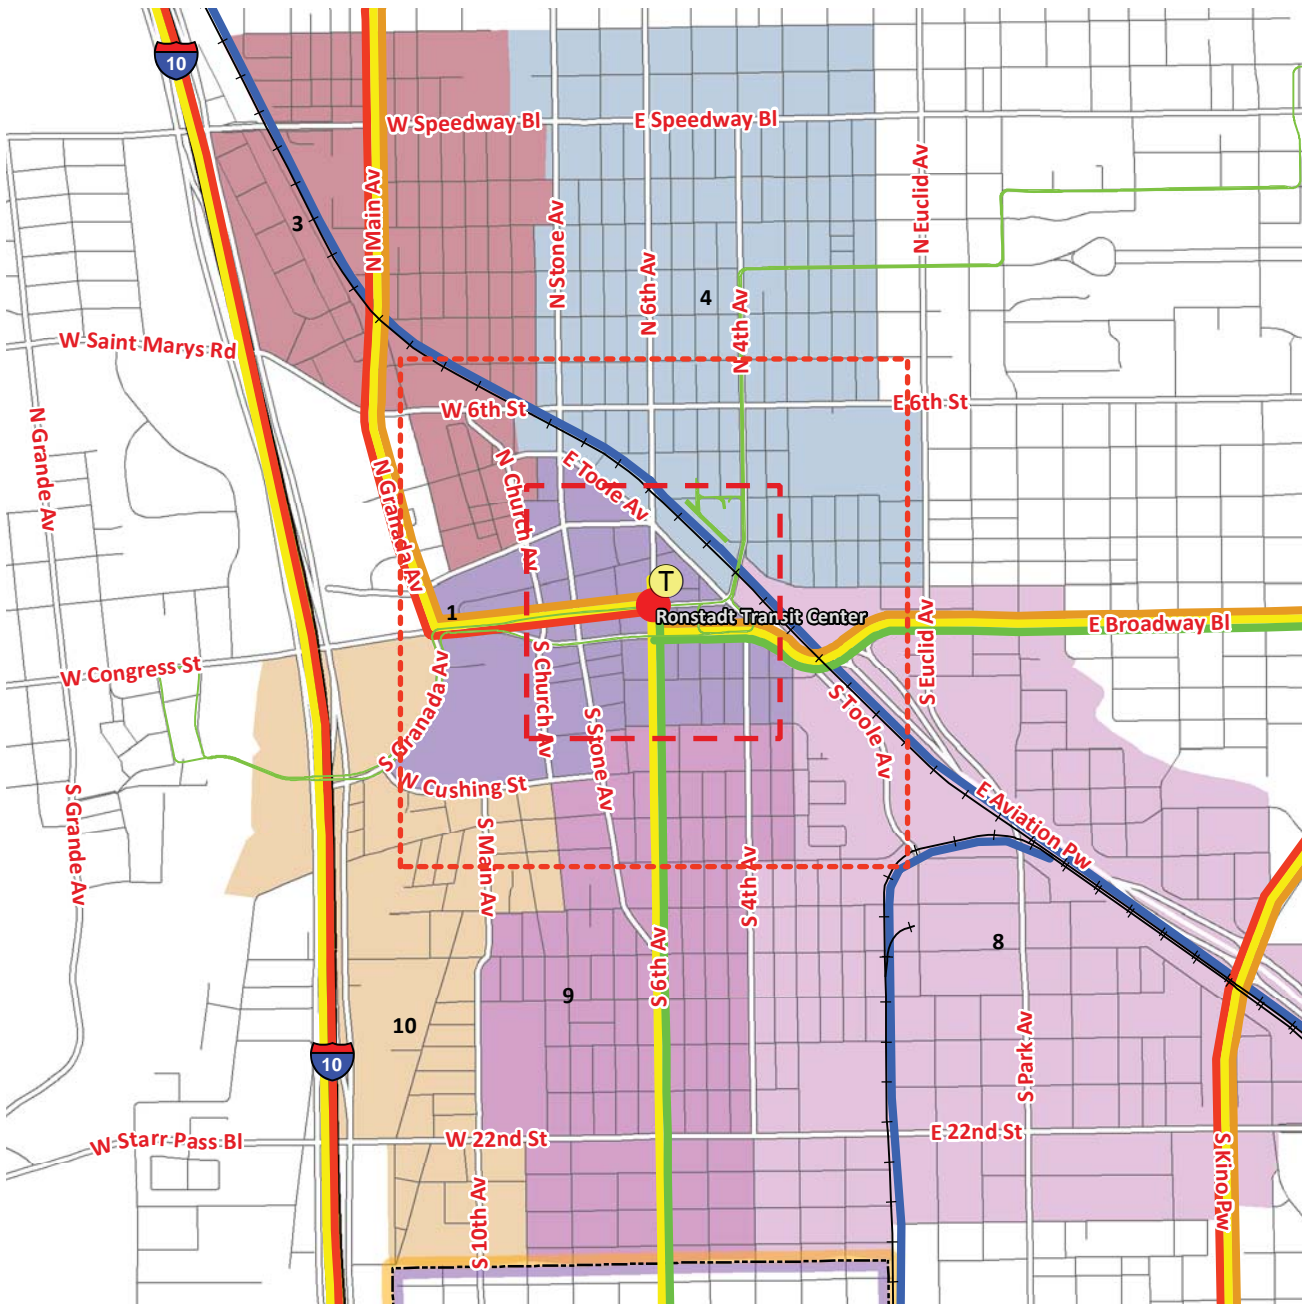 10
W Speedway Bl
E Speedway Bl
N Main Av
N Euclid Av
3
N Stone Av
N 6th Av
4
N 4th Av
W Saint Marys Rd
W 6th St
E 6th St
N Grande Av
N Granada Av
N Church Av
E Toole Av
T
1
Ronstadt Transit Center
E Broadway Bl
W Congress St
S Granada Av
S Church Av
S Stone Av
S Euclid Av
S Toole Av
W Cushing St
S Grande Av
S Main Av
S 4th Av
E Aviation Pw
8
S 6th Av
9
10
10
S Park Av
W Starr Pass Bl
W 22nd St
E 22nd St
S 10th Av
S Kino Pw